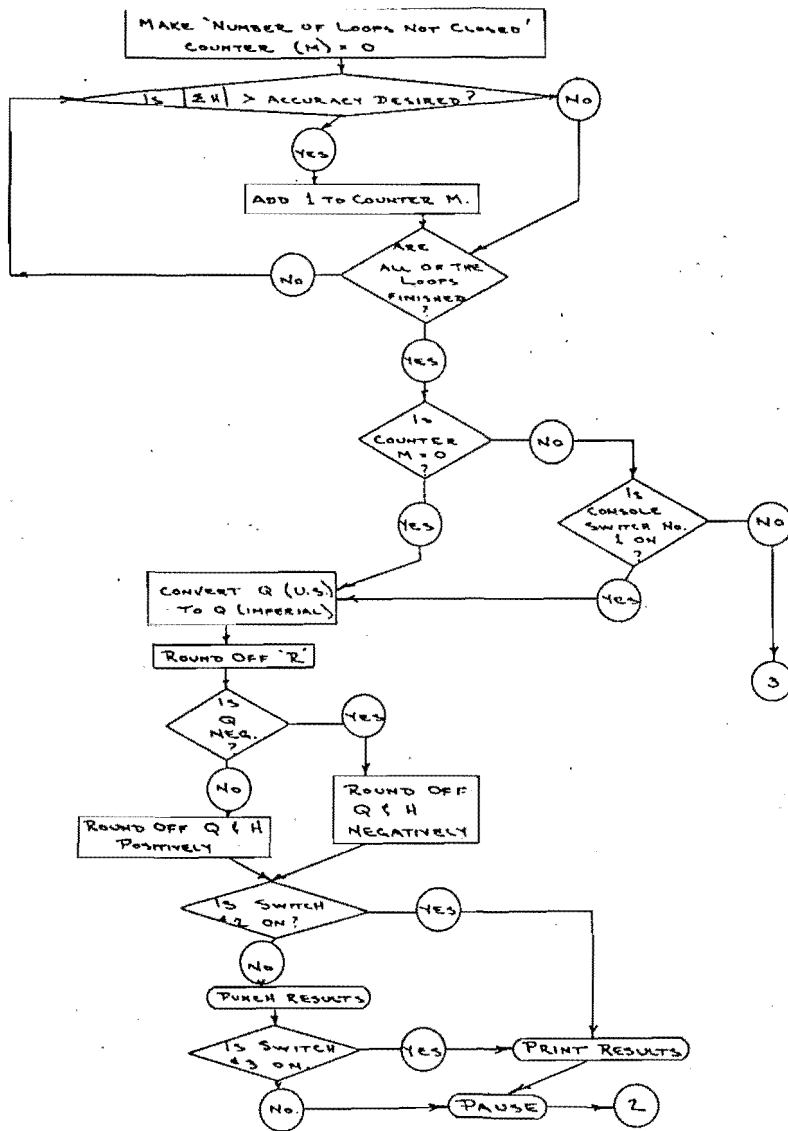 MAKE 'NUMBER OF LOOPS NOT CLOSED'
COUNTER (M) = 0
IS |ΣH| > ACCURACY DESIRED?
NO
YES
ADD 1 TO COUNTER M.
ARE
ALL OF THE
LOOPS
FINISHED
?
NO
YES
IS
COUNTER
M = 0
?
NO
YES
IS
CONSOLE
SWITCH NO.
1 ON
?
NO
YES
CONVERT Q (U.S.)
TO Q (IMPERIAL)
3
ROUND OFF 'R'
IS
Q
NEG.
?
YES
NO
ROUND OFF
Q & H
NEGATIVELY
ROUND OFF Q & H
POSITIVELY
IS SWITCH
#2 ON?
YES
NO
PUNCH RESULTS
IS SWITCH
#3 ON.
YES
PRINT RESULTS
NO.
PAUSE
2